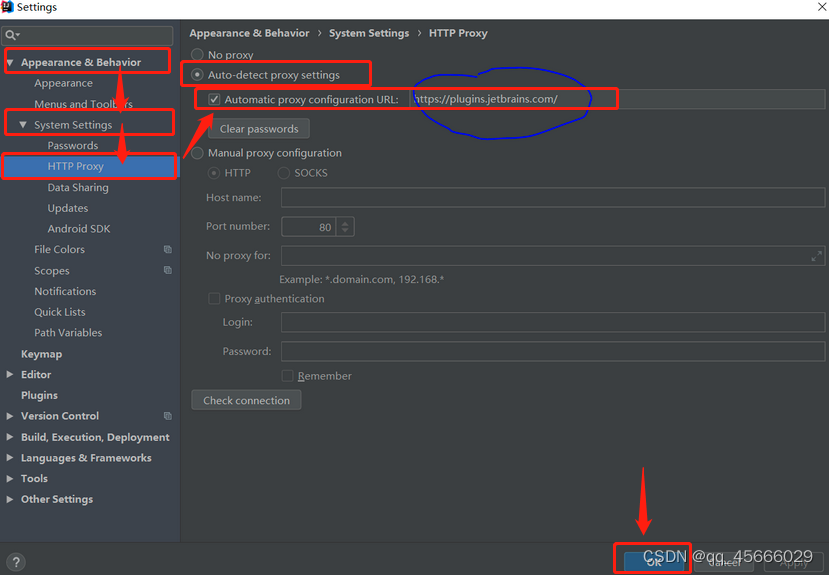 Settings
Appearance & Behavior
Appearance
Menus and Toolbars
System Settings
Passwords
HTTP Proxy
Data Sharing
Updates
Android SDK
File Colors
Scopes
Notifications
Quick Lists
Path Variables
Keymap
Editor
Plugins
Version Control
Build, Execution, Deployment
Languages & Frameworks
Tools
Other Settings
?
Appearance & Behavior › System Settings › HTTP Proxy
No proxy
Auto-detect proxy settings
Automatic proxy configuration URL: https://plugins.jetbrains.com/
Clear passwords
Manual proxy configuration
HTTP SOCKS
Host name:
Port number: 80
No proxy for:
Example: *.domain.com, 192.168.*
Proxy authentication
Login:
Password:
Remember
Check connection
OK Cancel Apply
CSDN @qq_45666029